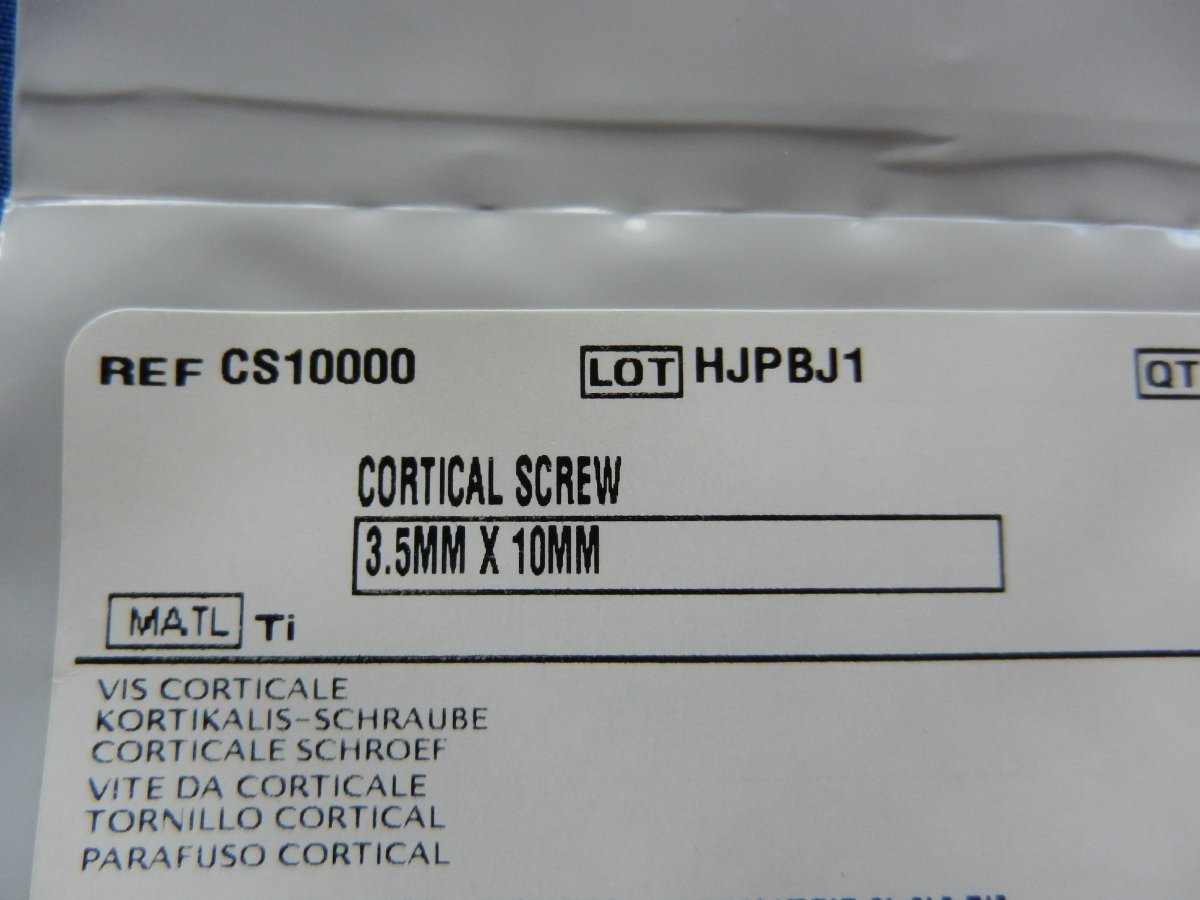 REF CS10000 LOT HJPBJ1 QT
CORTICAL SCREW
3.5MM X 10MM
MATL Ti
VIS CORTICALE
KORTIKALIS-SCHRAUBE
CORTICALE SCHROEF
VITE DA CORTICALE
TORNILLO CORTICAL
PARAFUSO CORTICAL